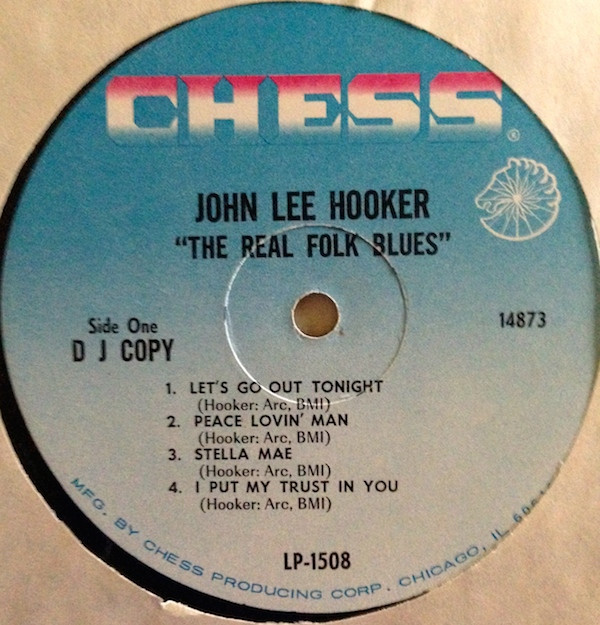 CHESS
®
JOHN LEE HOOKER
"THE REAL FOLK BLUES"
Side One
D J COPY
14873
1. LET'S GO OUT TONIGHT
(Hooker: Arc, BMI)
2. PEACE LOVIN' MAN
(Hooker: Arc, BMI)
3. STELLA MAE
(Hooker: Arc, BMI)
4. I PUT MY TRUST IN YOU
(Hooker: Arc, BMI)
LP-1508
MFG. BY CHESS PRODUCING CORP. CHICAGO, IL